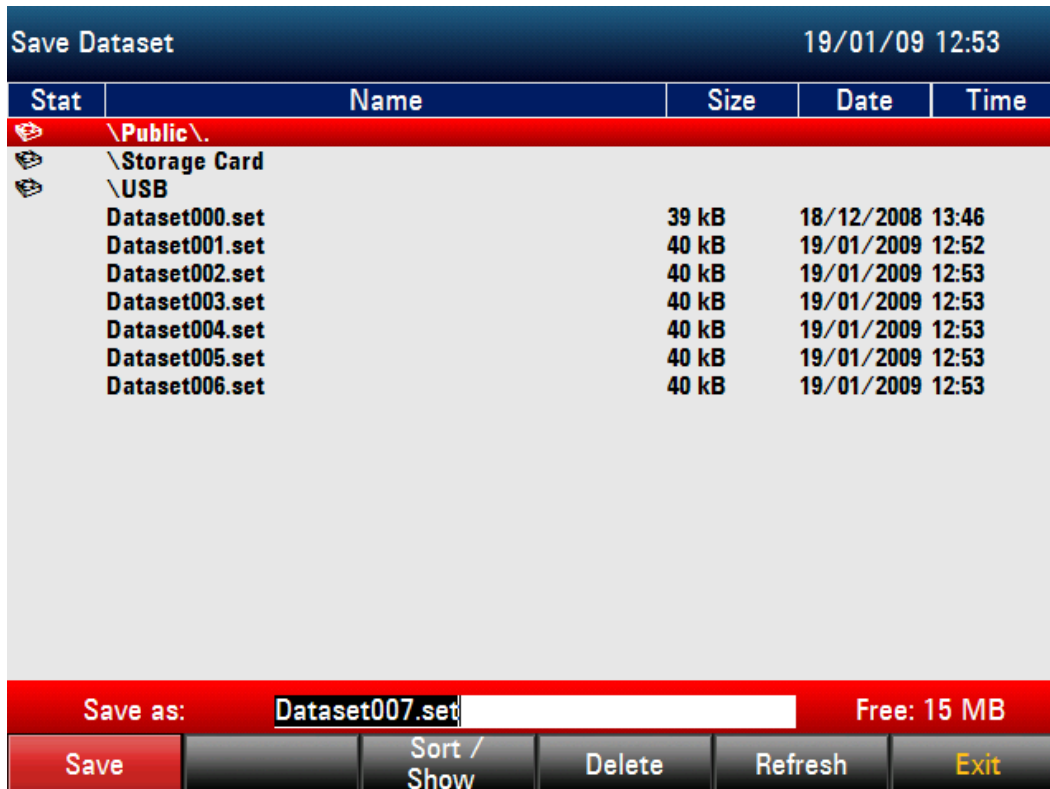 Save Dataset 19/01/09 12:53
Stat Name Size Date Time
\Public\.
\Storage Card
\USB
Dataset000.set 39 kB 18/12/2008 13:46
Dataset001.set 40 kB 19/01/2009 12:52
Dataset002.set 40 kB 19/01/2009 12:53
Dataset003.set 40 kB 19/01/2009 12:53
Dataset004.set 40 kB 19/01/2009 12:53
Dataset005.set 40 kB 19/01/2009 12:53
Dataset006.set 40 kB 19/01/2009 12:53
Save as: Dataset007.set Free: 15 MB
Save Sort / Show Delete Refresh Exit